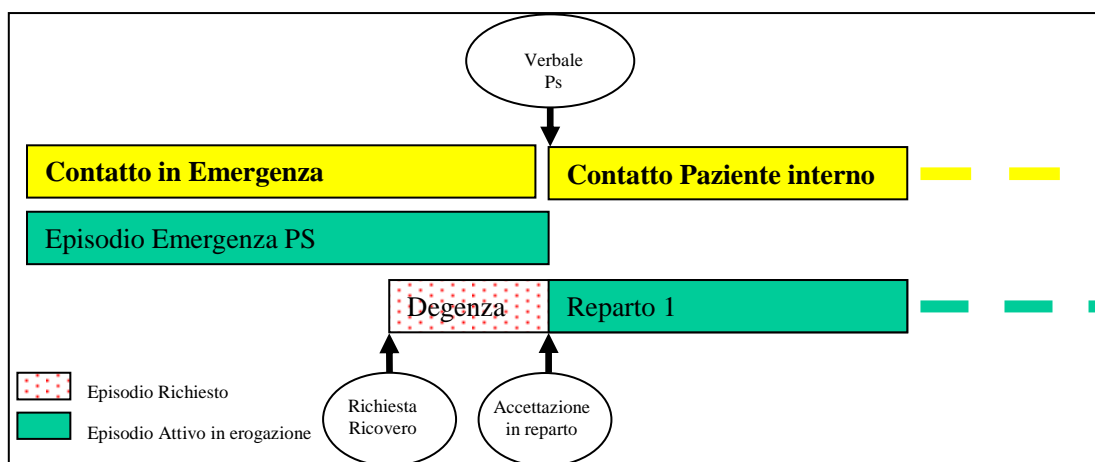 Verbale
Ps
Contatto in Emergenza
Contatto Paziente interno
Episodio Emergenza PS
Degenza
Reparto 1
Episodio Richiesto
Episodio Attivo in erogazione
Richiesta
Ricovero
Accettazione
in reparto